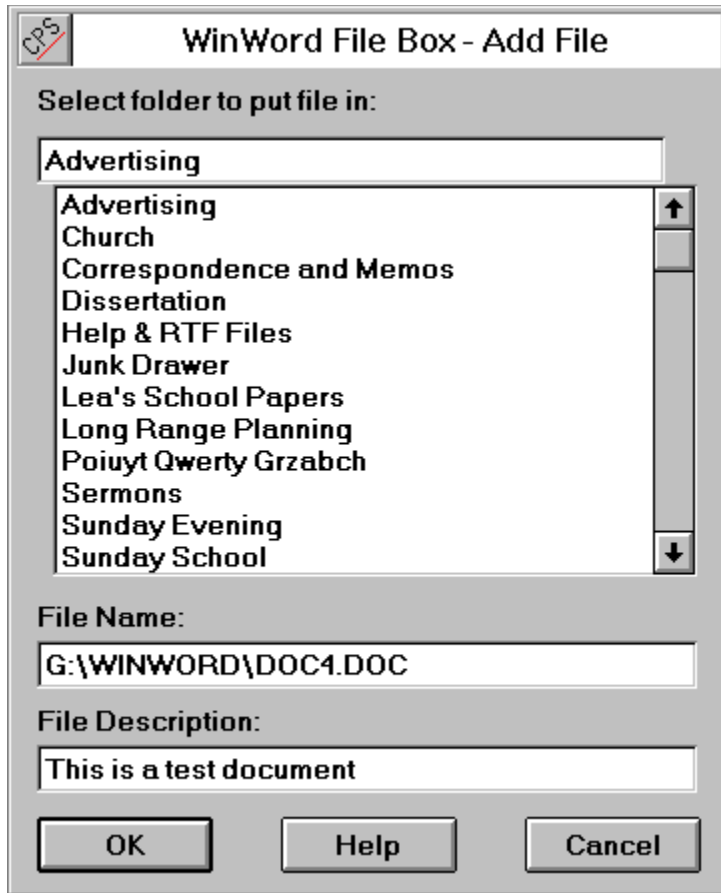 CPS
WinWord File Box - Add File
Select folder to put file in:
Advertising
Advertising
Church
Correspondence and Memos
Dissertation
Help & RTF Files
Junk Drawer
Lea's School Papers
Long Range Planning
Poiuyt Qwerty Grzabch
Sermons
Sunday Evening
Sunday School
File Name:
G:\WINWORD\DOC4.DOC
File Description:
This is a test document
OK Help Cancel